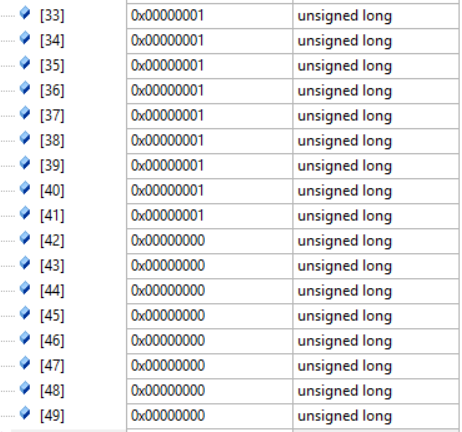 [33] 0x00000001 unsigned long
[34] 0x00000001 unsigned long
[35] 0x00000001 unsigned long
[36] 0x00000001 unsigned long
[37] 0x00000001 unsigned long
[38] 0x00000001 unsigned long
[39] 0x00000001 unsigned long
[40] 0x00000001 unsigned long
[41] 0x00000001 unsigned long
[42] 0x00000000 unsigned long
[43] 0x00000000 unsigned long
[44] 0x00000000 unsigned long
[45] 0x00000000 unsigned long
[46] 0x00000000 unsigned long
[47] 0x00000000 unsigned long
[48] 0x00000000 unsigned long
[49] 0x00000000 unsigned long